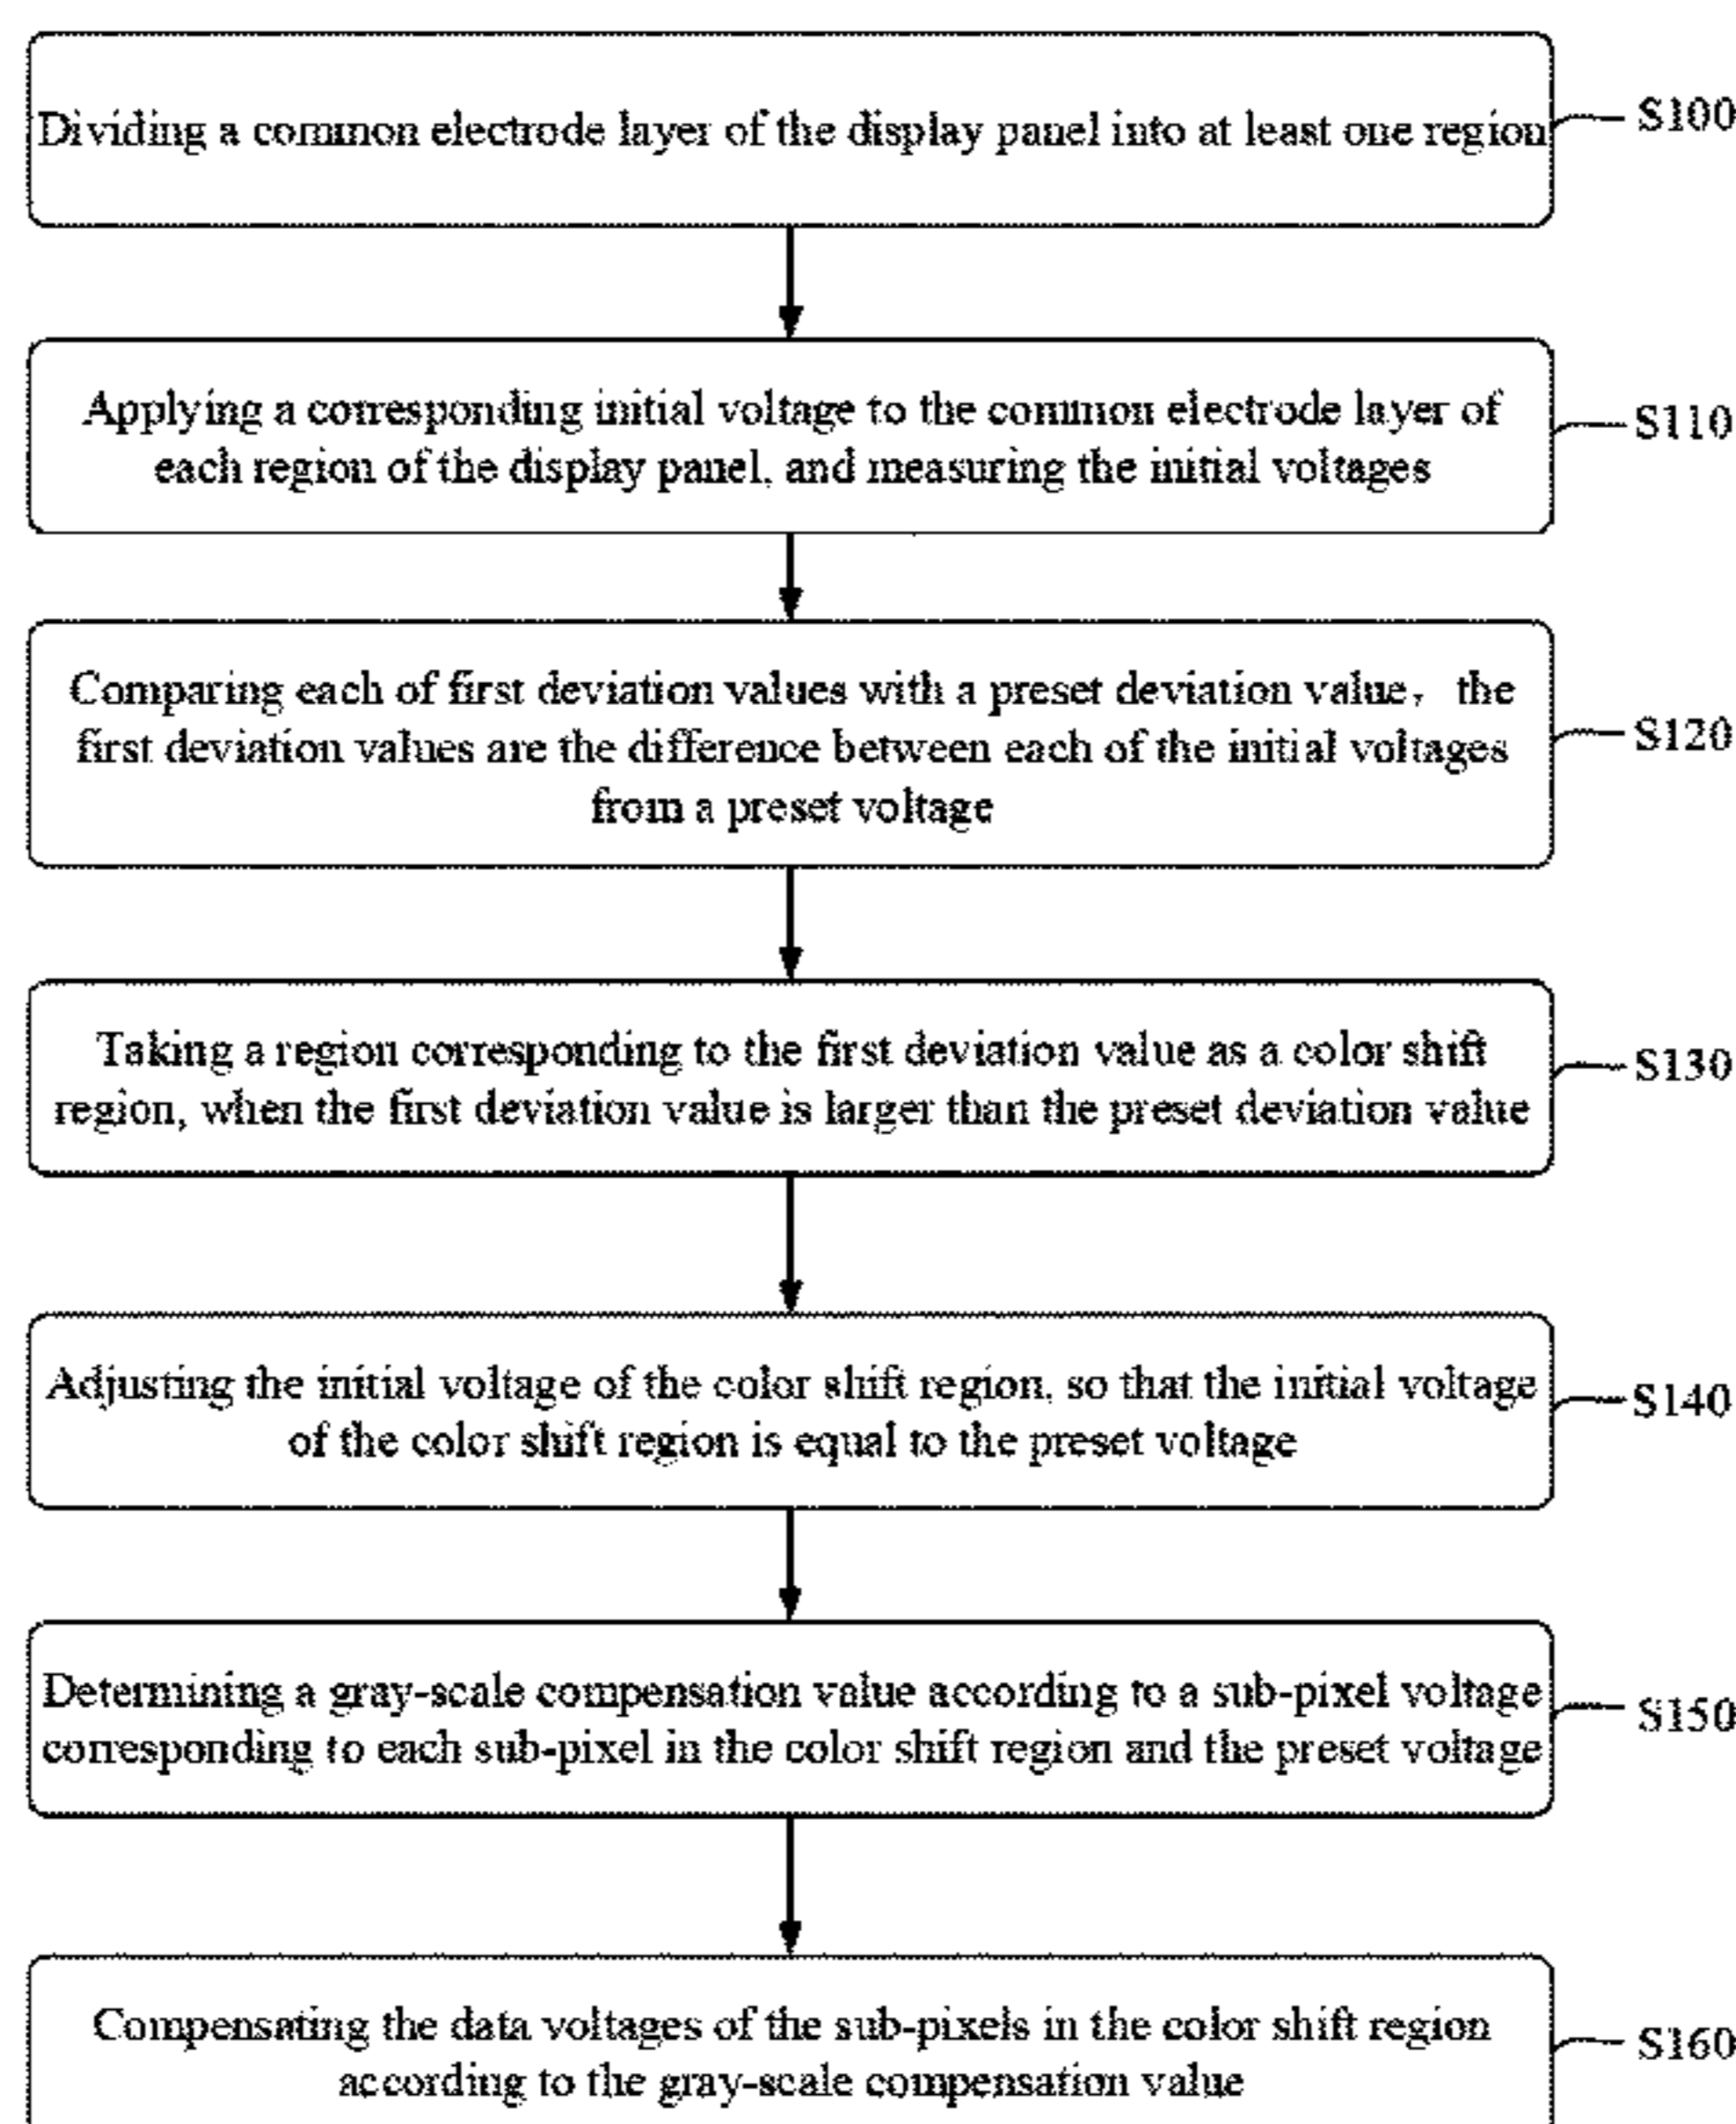 Dividing a common electrode layer of the display panel into at least one region
S100
Applying a corresponding initial voltage to the common electrode layer of
each region of the display panel, and measuring the initial voltages
S110
Comparing each of first deviation values with a preset deviation value, the
first deviation values are the difference between each of the initial voltages
from a preset voltage
S120
Taking a region corresponding to the first deviation value as a color shift
region, when the first deviation value is larger than the preset deviation value
S130
Adjusting the initial voltage of the color shift region, so that the initial voltage
of the color shift region is equal to the preset voltage
S140
Determining a gray-scale compensation value according to a sub-pixel voltage
corresponding to each sub-pixel in the color shift region and the preset voltage
S150
Compensating the data voltages of the sub-pixels in the color shift region
according to the gray-scale compensation value
S160